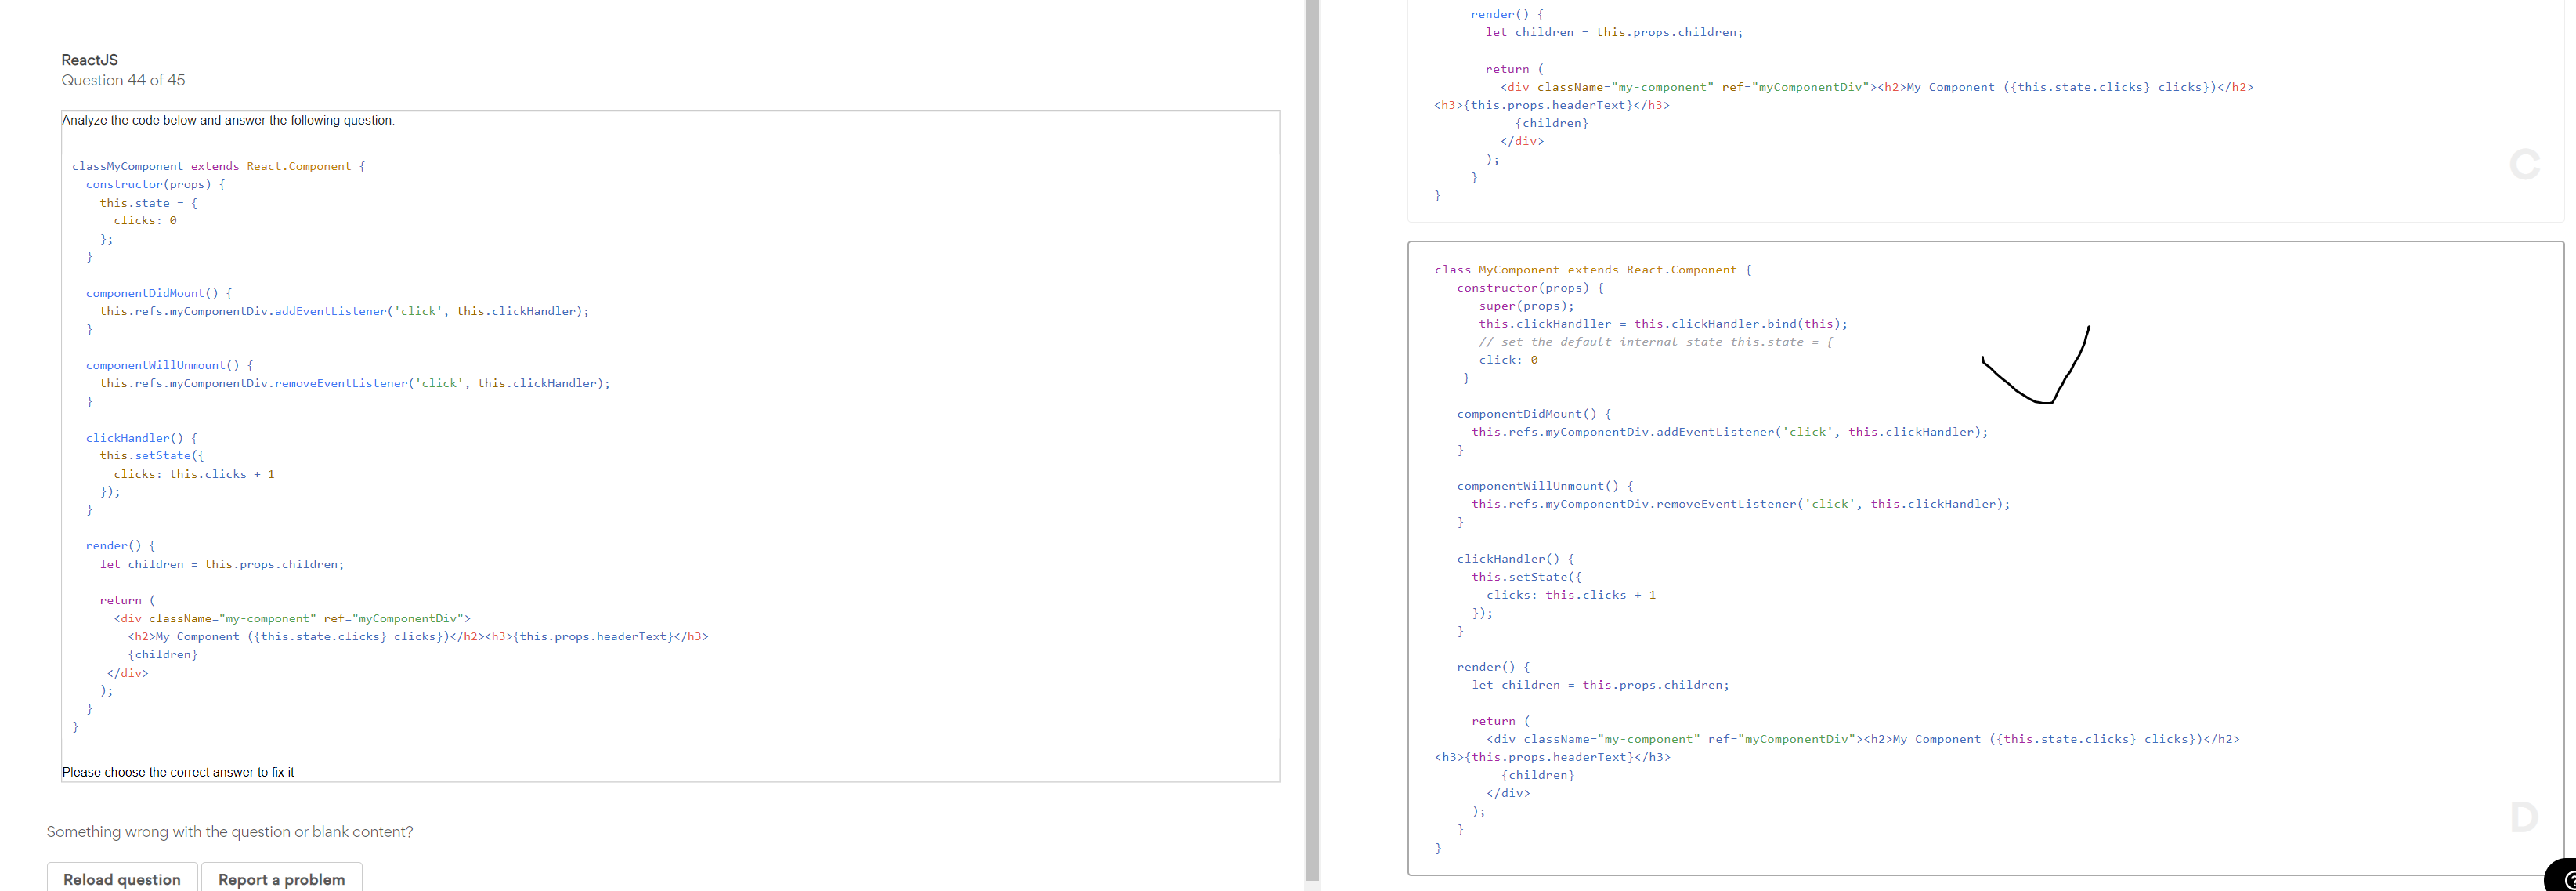 ReactJS
Question 44 of 45
Analyze the code below and answer the following question.
classMyComponent extends React.Component {
constructor(props) {
this.state = {
clicks: 0
};
}
componentDidMount() {
this.refs.myComponentDiv.addEventListener('click', this.clickHandler);
}
componentWillUnmount() {
this.refs.myComponentDiv.removeEventListener('click', this.clickHandler);
}
clickHandler() {
this.setState({
clicks: this.clicks + 1
});
}
render() {
let children = this.props.children;
return (
<div className="my-component" ref="myComponentDiv">
<h2>My Component ({this.state.clicks} clicks})</h2><h3>{this.props.headerText}</h3>
{children}
</div>
);
}
}
Please choose the correct answer to fix it
Something wrong with the question or blank content?
Reload question
Report a problem
render() {
let children = this.props.children;
return (
<div className="my-component" ref="myComponentDiv"><h2>My Component ({this.state.clicks} clicks})</h2>
<h3>{this.props.headerText}</h3>
{children}
</div>
);
}
}
C
class MyComponent extends React.Component {
constructor(props) {
super(props);
this.clickHandller = this.clickHandler.bind(this);
// set the default internal state this.state = {
click: 0
}
componentDidMount() {
this.refs.myComponentDiv.addEventListener('click', this.clickHandler);
}
componentWillUnmount() {
this.refs.myComponentDiv.removeEventListener('click', this.clickHandler);
}
clickHandler() {
this.setState({
clicks: this.clicks + 1
});
}
render() {
let children = this.props.children;
return (
<div className="my-component" ref="myComponentDiv"><h2>My Component ({this.state.clicks} clicks})</h2>
<h3>{this.props.headerText}</h3>
{children}
</div>
);
}
}
D